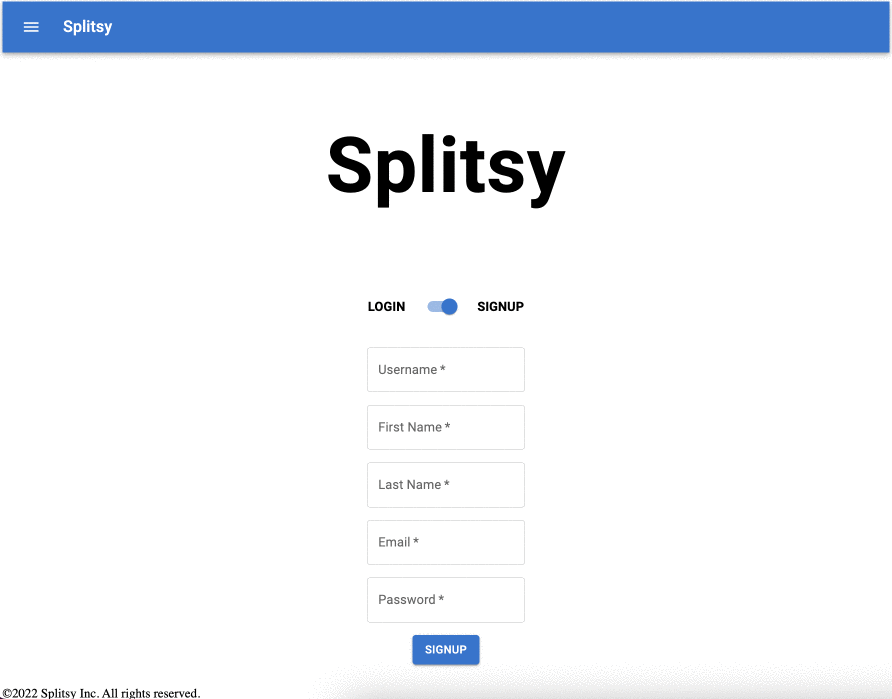 Splitsy
Splitsy
LOGIN SIGNUP
Username *
First Name *
Last Name *
Email *
Password *
SIGNUP
©2022 Splitsy Inc. All rights reserved.